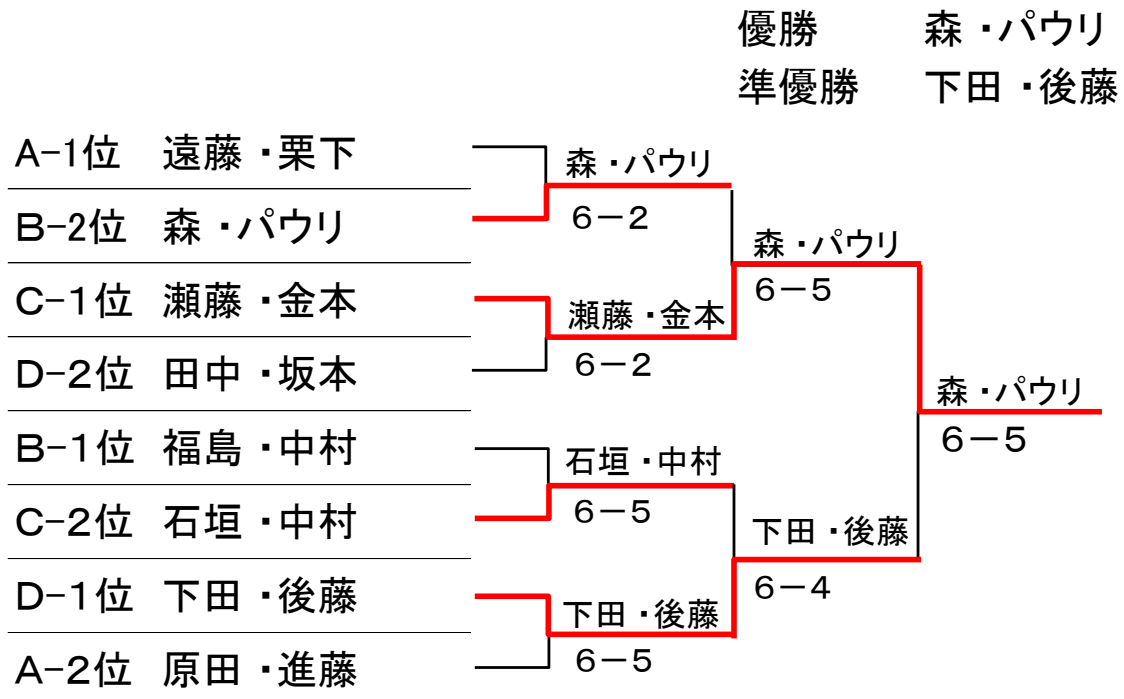 優勝 森・パウリ
準優勝 下田・後藤
A-1位 遠藤・栗下
森・パウリ
B-2位 森・パウリ
6-2
森・パウリ
C-1位 瀬藤・金本
6-5
瀬藤・金本
D-2位 田中・坂本
6-2
森・パウリ
B-1位 福島・中村
6-5
石垣・中村
C-2位 石垣・中村
6-5
下田・後藤
D-1位 下田・後藤
6-4
下田・後藤
A-2位 原田・進藤
6-5